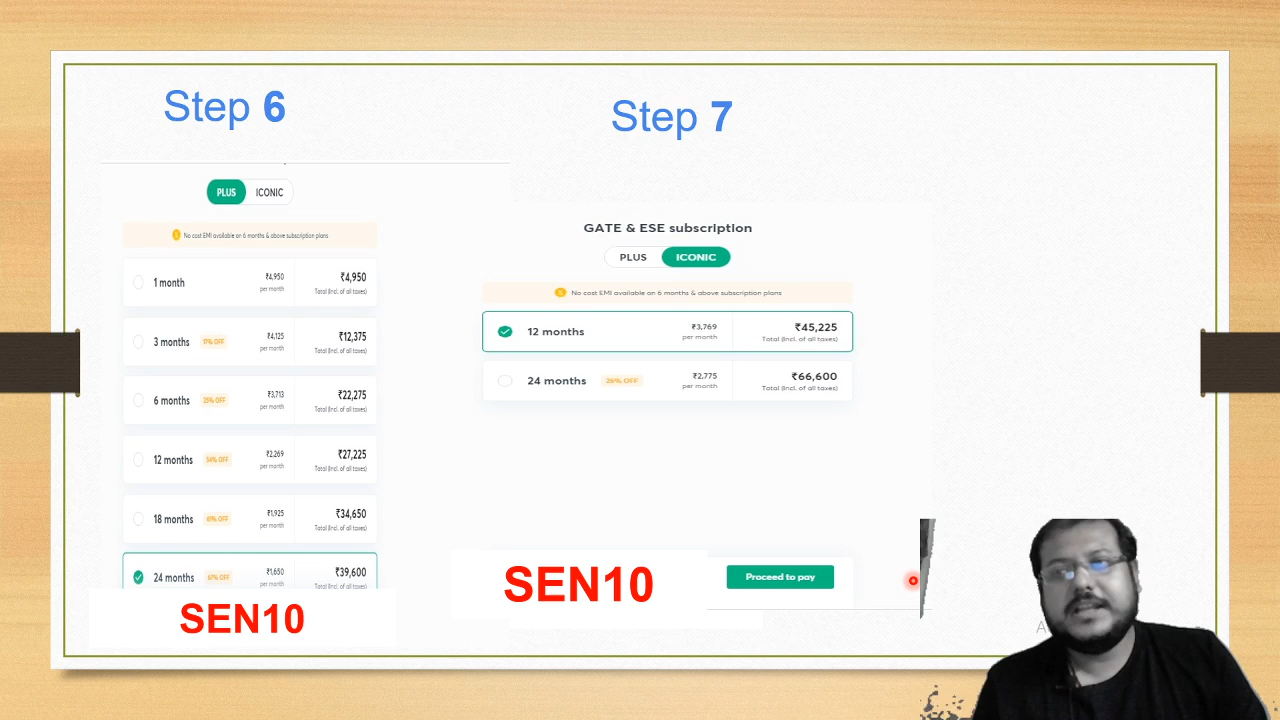 Step 6
PLUS ICONIC
No cost EMI available on 6 months & above subscription plans
1 month ₹4,950 per month ₹4,950 Total (Incl. of all taxes)
3 months 17% OFF ₹4,125 per month ₹12,375 Total (Incl. of all taxes)
6 months 25% OFF ₹3,713 per month ₹22,275 Total (Incl. of all taxes)
12 months 54% OFF ₹2,269 per month ₹27,225 Total (Incl. of all taxes)
18 months 61% OFF ₹1,925 per month ₹34,650 Total (Incl. of all taxes)
24 months 67% OFF ₹1,650 per month ₹39,600 Total (Incl. of all taxes)
SEN10
Step 7
GATE & ESE subscription
PLUS ICONIC
No cost EMI available on 6 months & above subscription plans
12 months ₹3,769 per month ₹45,225 Total (Incl. of all taxes)
24 months 26% OFF ₹2,775 per month ₹66,600 Total (Incl. of all taxes)
SEN10
Proceed to pay